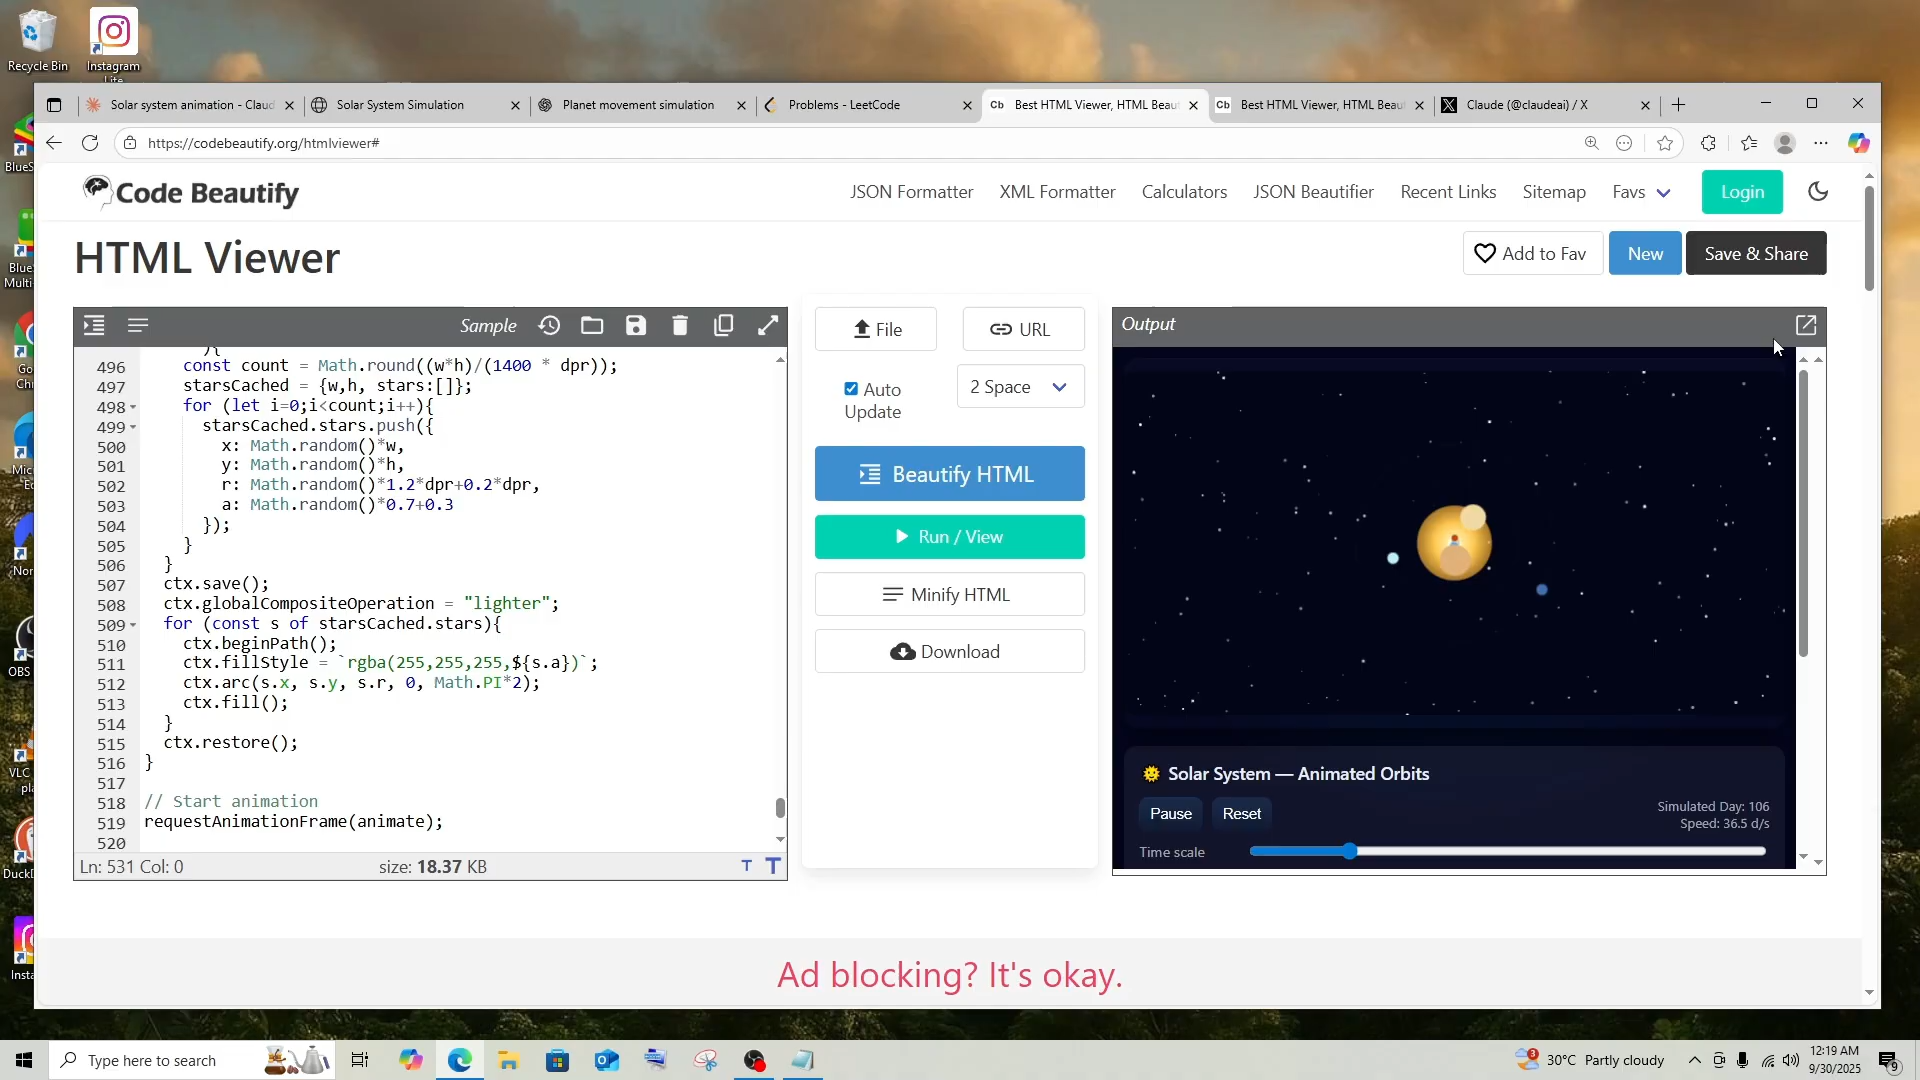 Recycle Bin
Instagram
Lite
Solar system animation - Claud
Solar System Simulation
Planet movement simulation
Problems - LeetCode
Cb Best HTML Viewer, HTML Beau
Cb Best HTML Viewer, HTML Beau
Claude (@claudeai) / X
https://codebeautify.org/htmlviewer#
Code Beautify
JSON Formatter
XML Formatter
Calculators
JSON Beautifier
Recent Links
Sitemap
Favs
Login
HTML Viewer
Add to Fav
New
Save & Share
Sample
File
URL
Output
Auto
Update
2 Space
Beautify HTML
Run / View
Minify HTML
Download
){
496 const count = Math.round((w*h)/(1400 * dpr));
497 starsCached = {w,h, stars:[]};
498 for (let i=0;i<count;i++){
499 starsCached.stars.push({
500 x: Math.random()*w,
501 y: Math.random()*h,
502 r: Math.random()*1.2*dpr+0.2*dpr,
503 a: Math.random()*0.7+0.3
504 });
505 }
506 }
507 ctx.save();
508 ctx.globalCompositeOperation = "lighter";
509 for (const s of starsCached.stars){
510 ctx.beginPath();
511 ctx.fillStyle = `rgba(255,255,255,${s.a})`;
512 ctx.arc(s.x, s.y, s.r, 0, Math.PI*2);
513 ctx.fill();
514 }
515 ctx.restore();
516 }
517
518 // Start animation
519 requestAnimationFrame(animate);
520
Ln: 531 Col: 0
size: 18.37 KB
T T
Solar System — Animated Orbits
Pause
Reset
Simulated Day: 106
Speed: 36.5 d/s
Time scale
Ad blocking? It's okay.
Type here to search
30°C Partly cloudy
12:19 AM
9/30/2025